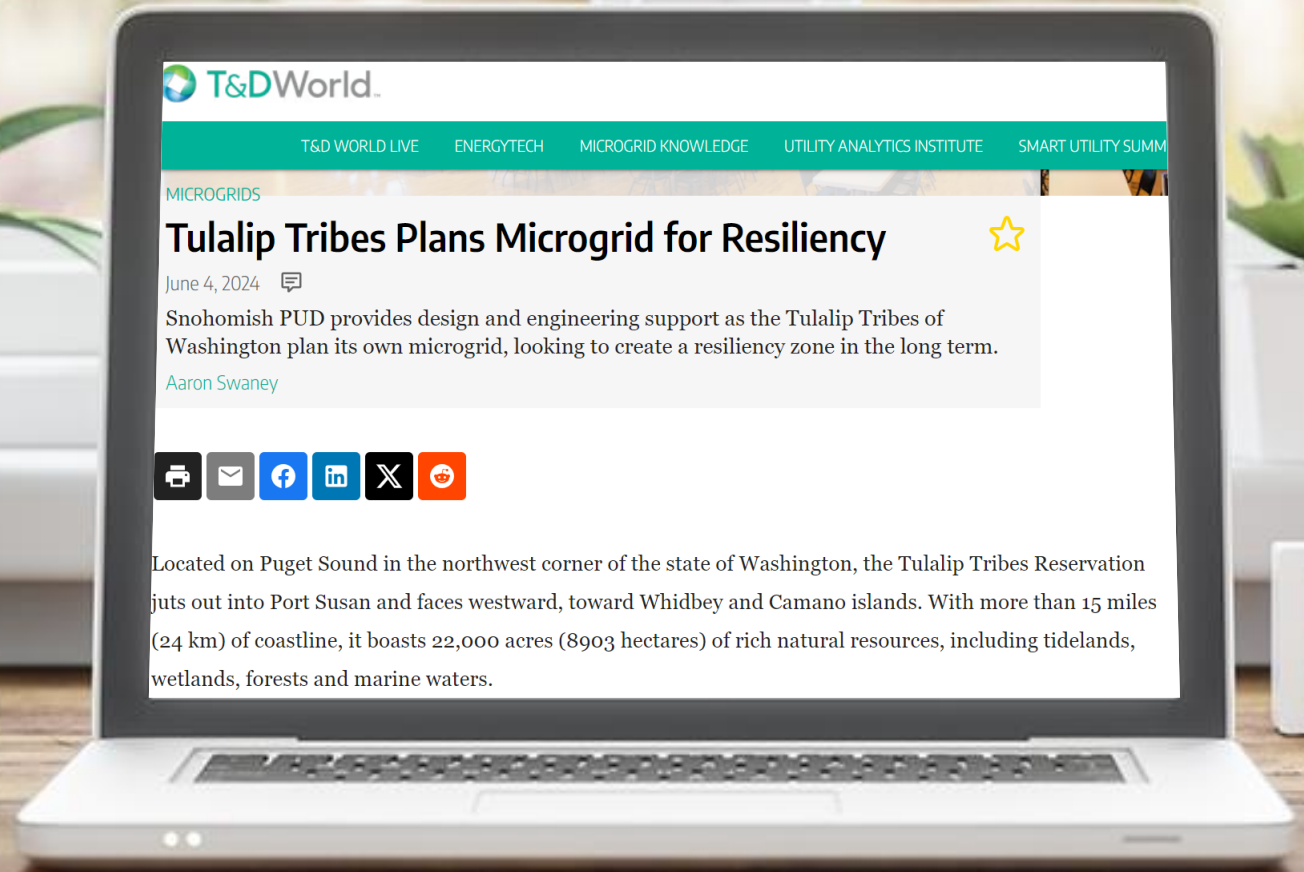 T&DWorld
T&D WORLD LIVE ENERGYTECH MICROGRID KNOWLEDGE UTILITY ANALYTICS INSTITUTE SMART UTILITY SUMM
MICROGRIDS
Tulalip Tribes Plans Microgrid for Resiliency
June 4, 2024
Snohomish PUD provides design and engineering support as the Tulalip Tribes of
Washington plan its own microgrid, looking to create a resiliency zone in the long term.
Aaron Swaney
Located on Puget Sound in the northwest corner of the state of Washington, the Tulalip Tribes Reservation
juts out into Port Susan and faces westward, toward Whidbey and Camano islands. With more than 15 miles
(24 km) of coastline, it boasts 22,000 acres (8903 hectares) of rich natural resources, including tidelands,
wetlands, forests and marine waters.